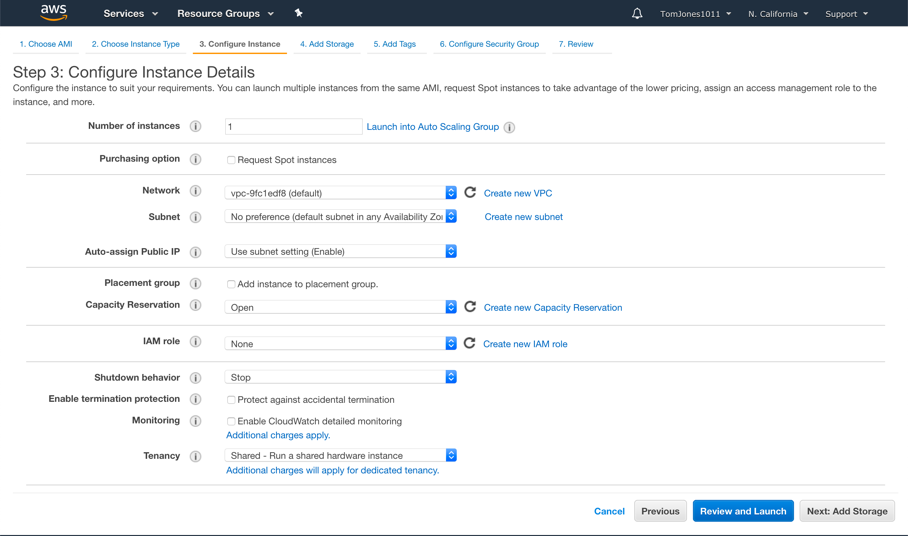 aws Services Resource Groups TomJones1011 N. California Support
1. Choose AMI 2. Choose Instance Type 3. Configure Instance 4. Add Storage 5. Add Tags 6. Configure Security Group 7. Review
Step 3: Configure Instance Details
Configure the instance to suit your requirements. You can launch multiple instances from the same AMI, request Spot instances to take advantage of the lower pricing, assign an access management role to the
instance, and more.
Number of instances i 1 Launch into Auto Scaling Group i
Purchasing option i Request Spot instances
Network i vpc-9fc1edf8 (default) Create new VPC
Subnet i No preference (default subnet in any Availability Zo Create new subnet
Auto-assign Public IP i Use subnet setting (Enable)
Placement group i Add instance to placement group.
Capacity Reservation i Open Create new Capacity Reservation
IAM role i None Create new IAM role
Shutdown behavior i Stop
Enable termination protection i Protect against accidental termination
Monitoring i Enable CloudWatch detailed monitoring
Additional charges apply.
Tenancy i Shared - Run a shared hardware instance
Additional charges will apply for dedicated tenancy.
Cancel Previous Review and Launch Next: Add Storage